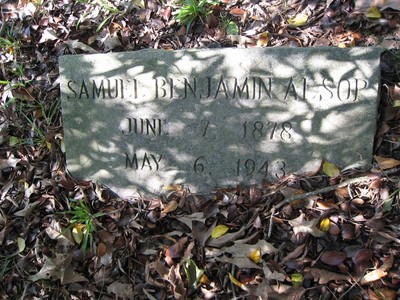 SAMUEL BENJAMIN ALSOP
JUNE 7, 1878
MAY 6, 1943